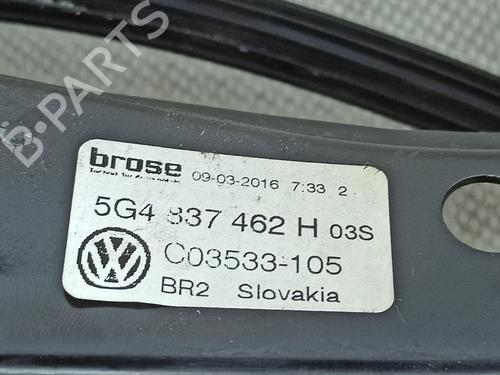 B-PARTS
brose
09-03-2016 7:33 2
5G4 837 462 H 03S
C03533-105
BR2 Slovakia